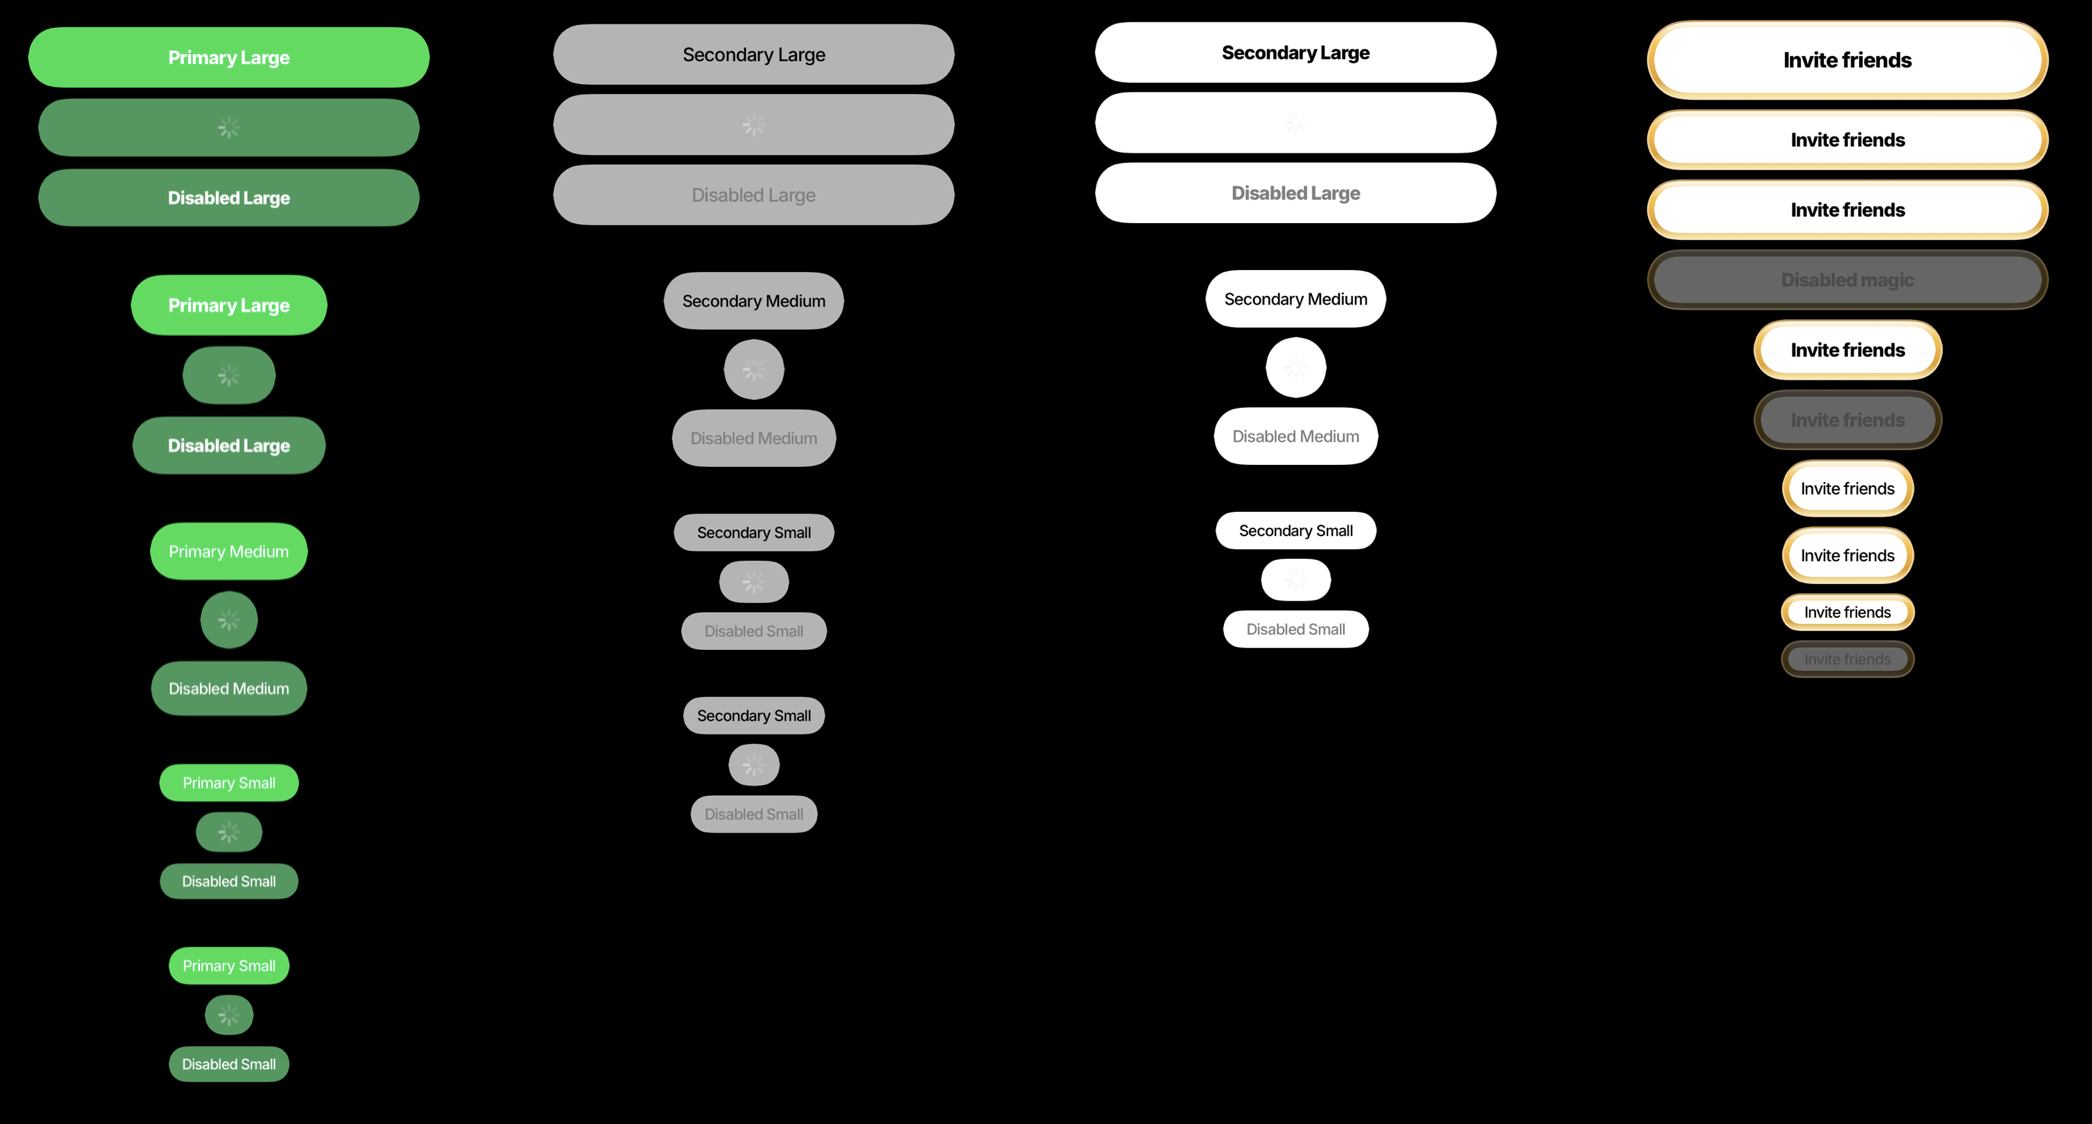 Primary Large
Disabled Large
Primary Large
Disabled Large
Primary Medium
Disabled Medium
Primary Small
Disabled Small
Primary Small
Disabled Small
Secondary Large
Disabled Large
Secondary Medium
Disabled Medium
Secondary Small
Disabled Small
Secondary Small
Disabled Small
Secondary Large
Disabled Large
Secondary Medium
Disabled Medium
Secondary Small
Disabled Small
Invite friends
Invite friends
Invite friends
Disabled magic
Invite friends
Invite friends
Invite friends
Invite friends
Invite friends
Invite friends